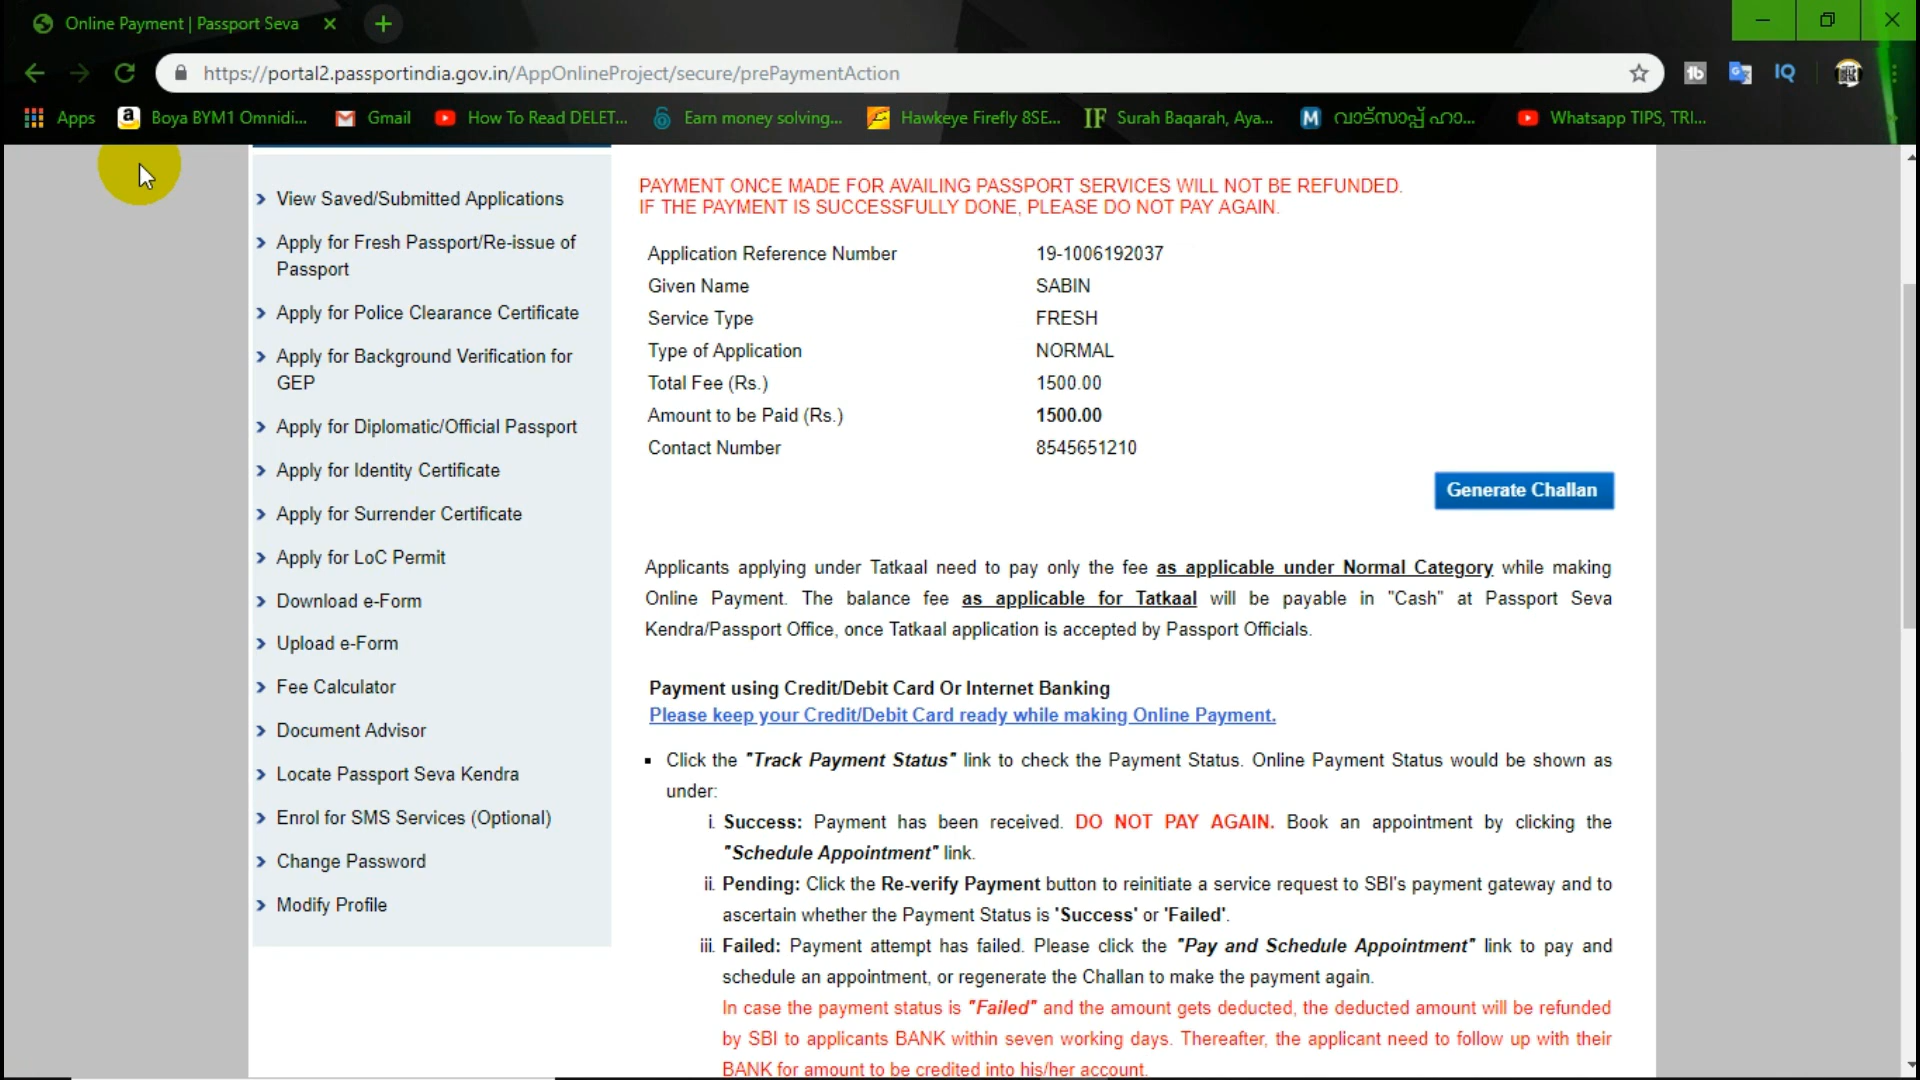 Online Payment | Passport Seva
https://portal2.passportindia.gov.in/AppOnlineProject/secure/prePaymentAction
Apps
Boya BYM1 Omnidi...
Gmail
How To Read DELET...
Earn money solving...
Hawkeye Firefly 8SE...
IF Surah Baqarah, Aya...
M വാട്സാപ്പ് ഹാ...
Whatsapp TIPS, TRI...
View Saved/Submitted Applications
Apply for Fresh Passport/Re-issue of
Passport
Apply for Police Clearance Certificate
Apply for Background Verification for
GEP
Apply for Diplomatic/Official Passport
Apply for Identity Certificate
Apply for Surrender Certificate
Apply for LoC Permit
Download e-Form
Upload e-Form
Fee Calculator
Document Advisor
Locate Passport Seva Kendra
Enrol for SMS Services (Optional)
Change Password
Modify Profile
PAYMENT ONCE MADE FOR AVAILING PASSPORT SERVICES WILL NOT BE REFUNDED.
IF THE PAYMENT IS SUCCESSFULLY DONE, PLEASE DO NOT PAY AGAIN.
Application Reference Number 19-1006192037
Given Name SABIN
Service Type FRESH
Type of Application NORMAL
Total Fee (Rs.) 1500.00
Amount to be Paid (Rs.) 1500.00
Contact Number 8545651210
Generate Challan
Applicants applying under Tatkaal need to pay only the fee as applicable under Normal Category while making
Online Payment. The balance fee as applicable for Tatkaal will be payable in "Cash" at Passport Seva
Kendra/Passport Office, once Tatkaal application is accepted by Passport Officials.
Payment using Credit/Debit Card Or Internet Banking
Please keep your Credit/Debit Card ready while making Online Payment.
Click the "Track Payment Status" link to check the Payment Status. Online Payment Status would be shown as
under:
i. Success: Payment has been received. DO NOT PAY AGAIN. Book an appointment by clicking the
"Schedule Appointment" link.
ii. Pending: Click the Re-verify Payment button to reinitiate a service request to SBI's payment gateway and to
ascertain whether the Payment Status is 'Success' or 'Failed'.
iii. Failed: Payment attempt has failed. Please click the "Pay and Schedule Appointment" link to pay and
schedule an appointment, or regenerate the Challan to make the payment again.
In case the payment status is "Failed" and the amount gets deducted, the deducted amount will be refunded
by SBI to applicants BANK within seven working days. Thereafter, the applicant need to follow up with their
BANK for amount to be credited into his/her account.